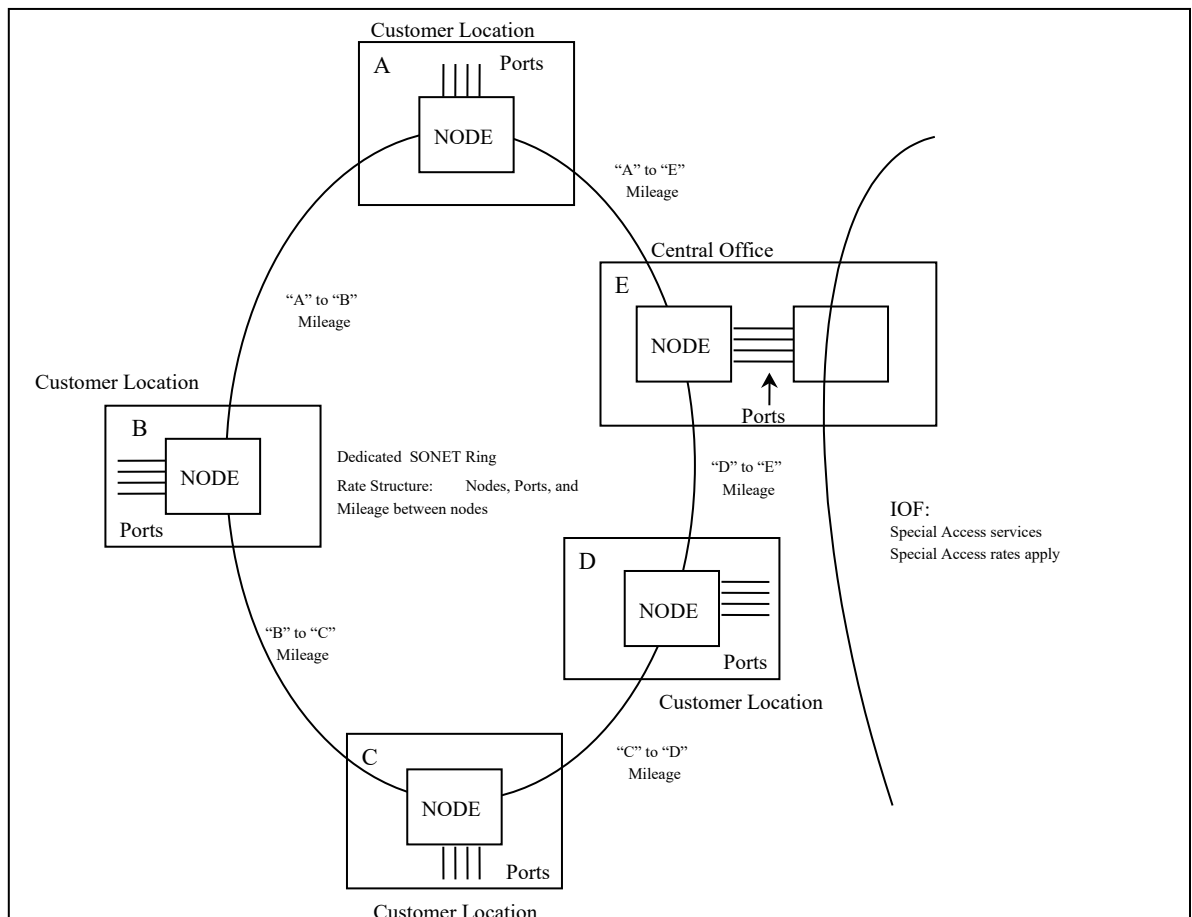 Customer Location
A
Ports
NODE
“A” to “E”
Mileage
Central Office
E
NODE
Ports
“A” to “B”
Mileage
Customer Location
B
NODE
Ports
Dedicated SONET Ring
Rate Structure: Nodes, Ports, and
Mileage between nodes
“D” to “E”
Mileage
IOF:
Special Access services
Special Access rates apply
D
NODE
Ports
Customer Location
“B” to “C”
Mileage
“C” to “D”
Mileage
C
NODE
Ports
Customer Location